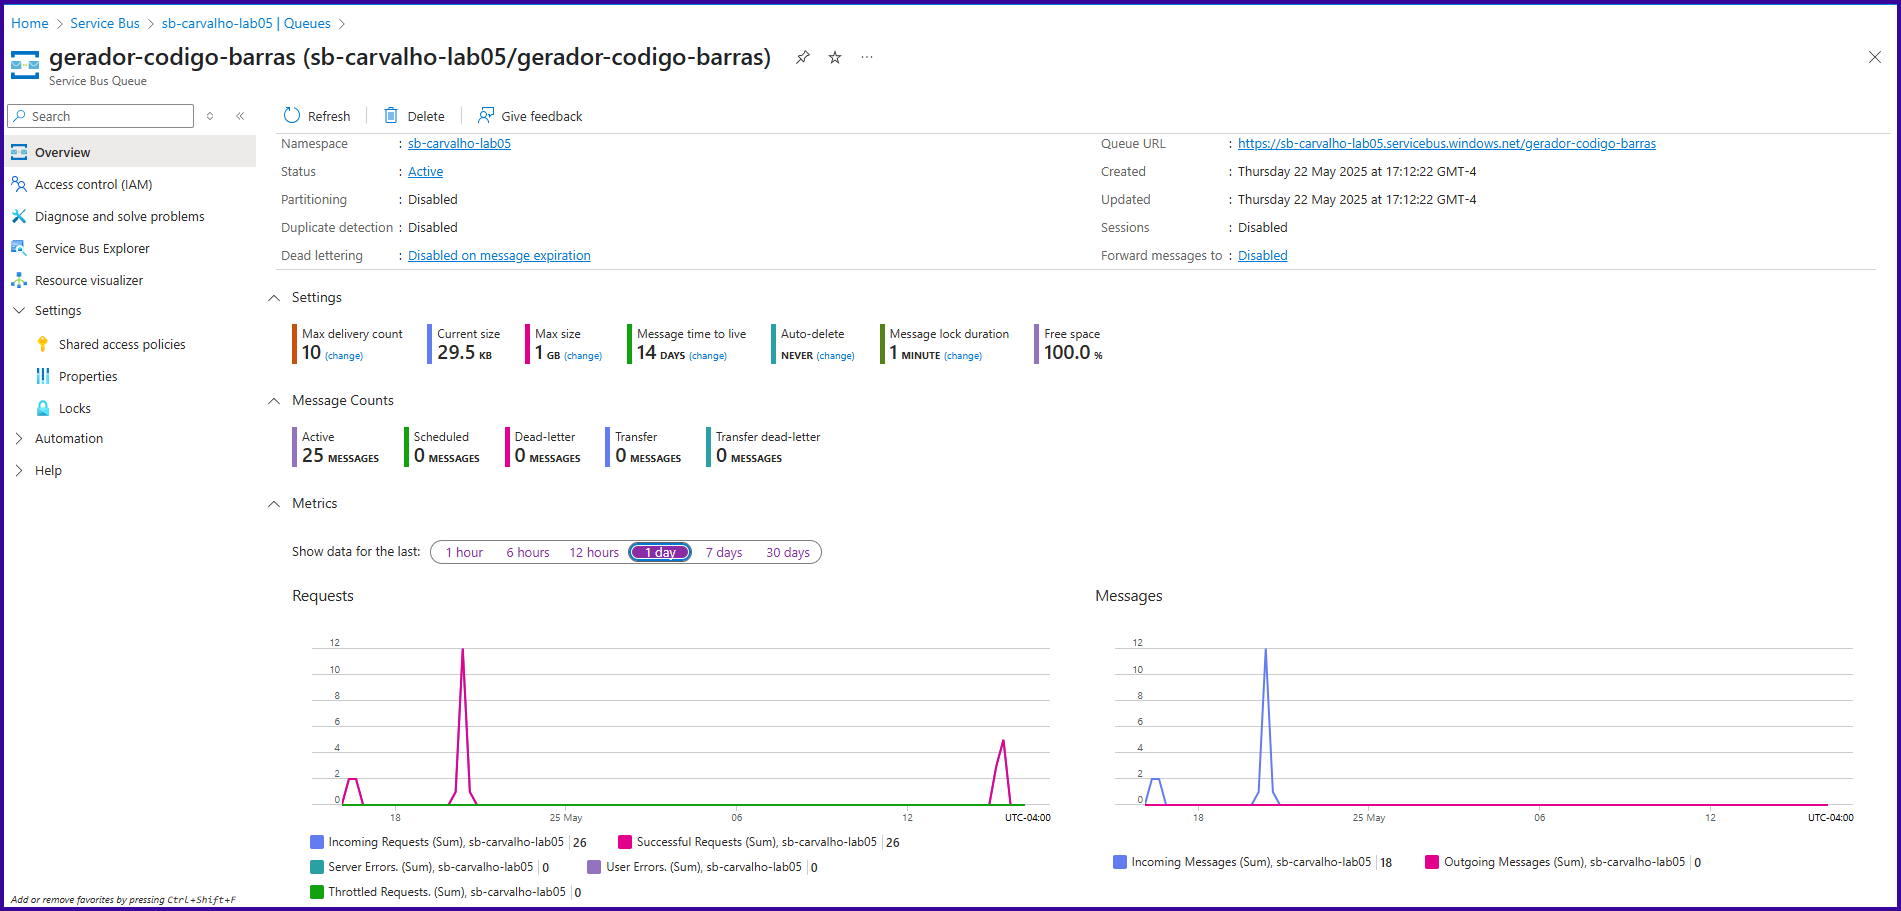 Home > Service Bus > sb-carvalho-lab05 | Queues >
gerador-codigo-barras (sb-carvalho-lab05/gerador-codigo-barras)
Service Bus Queue
Search
Overview
Access control (IAM)
Diagnose and solve problems
Service Bus Explorer
Resource visualizer
Settings
Shared access policies
Properties
Locks
Automation
Help
Add or remove favorites by pressing Ctrl+Shift+F
Refresh Delete Give feedback
Namespace : sb-carvalho-lab05
Status : Active
Partitioning : Disabled
Duplicate detection : Disabled
Dead lettering : Disabled on message expiration
Queue URL : https://sb-carvalho-lab05.servicebus.windows.net/gerador-codigo-barras
Created : Thursday 22 May 2025 at 17:12:22 GMT-4
Updated : Thursday 22 May 2025 at 17:12:22 GMT-4
Sessions : Disabled
Forward messages to : Disabled
Settings
Max delivery count
10 (change)
Current size
29.5 KB
Max size
1 GB (change)
Message time to live
14 DAYS (change)
Auto-delete
NEVER (change)
Message lock duration
1 MINUTE (change)
Free space
100.0 %
Message Counts
Active
25 MESSAGES
Scheduled
0 MESSAGES
Dead-letter
0 MESSAGES
Transfer
0 MESSAGES
Transfer dead-letter
0 MESSAGES
Metrics
Show data for the last: 1 hour 6 hours 12 hours 1 day 7 days 30 days
Requests
12
10
8
6
4
2
0
18 25 May 06 12 UTC-04:00
Incoming Requests (Sum), sb-carvalho-lab05 | 26 Successful Requests (Sum), sb-carvalho-lab05 | 26
Server Errors. (Sum), sb-carvalho-lab05 | 0 User Errors. (Sum), sb-carvalho-lab05 | 0
Throttled Requests. (Sum), sb-carvalho-lab05 | 0
Messages
12
10
8
6
4
2
0
18 25 May 06 12 UTC-04:00
Incoming Messages (Sum), sb-carvalho-lab05 | 18 Outgoing Messages (Sum), sb-carvalho-lab05 | 0